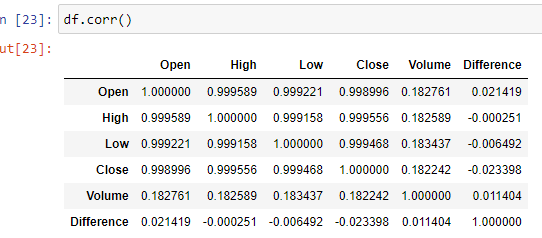 n [23]: df.corr()
ut[23]:
Open High Low Close Volume Difference
Open 1.000000 0.999589 0.999221 0.998996 0.182761 0.021419
High 0.999589 1.000000 0.999158 0.999556 0.182589 -0.000251
Low 0.999221 0.999158 1.000000 0.999468 0.183437 -0.006492
Close 0.998996 0.999556 0.999468 1.000000 0.182242 -0.023398
Volume 0.182761 0.182589 0.183437 0.182242 1.000000 0.011404
Difference 0.021419 -0.000251 -0.006492 -0.023398 0.011404 1.000000